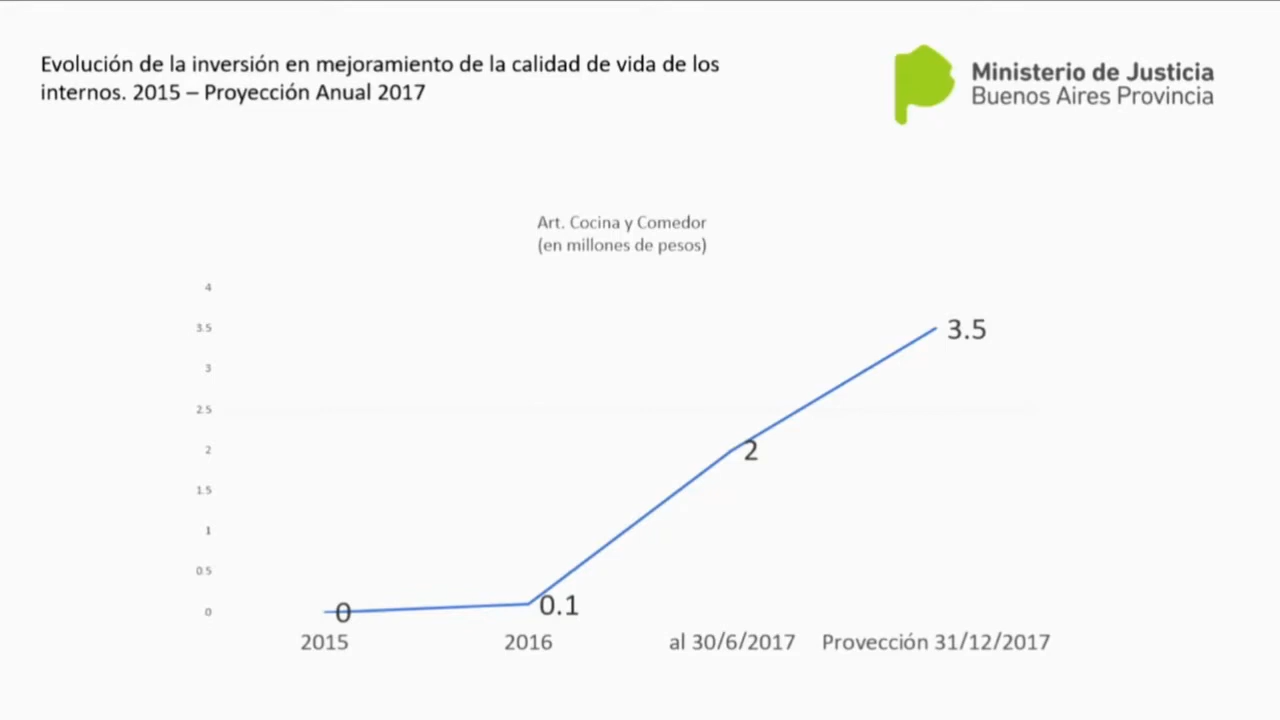 Evolución de la inversión en mejoramiento de la calidad de vida de los
internos. 2015 – Proyección Anual 2017
Ministerio de Justicia
Buenos Aires Provincia
Art. Cocina y Comedor
(en millones de pesos)
4
3.5
3
2.5
2
1.5
1
0.5
0
3.5
2
0.1
0
2015
2016
al 30/6/2017
Provección 31/12/2017